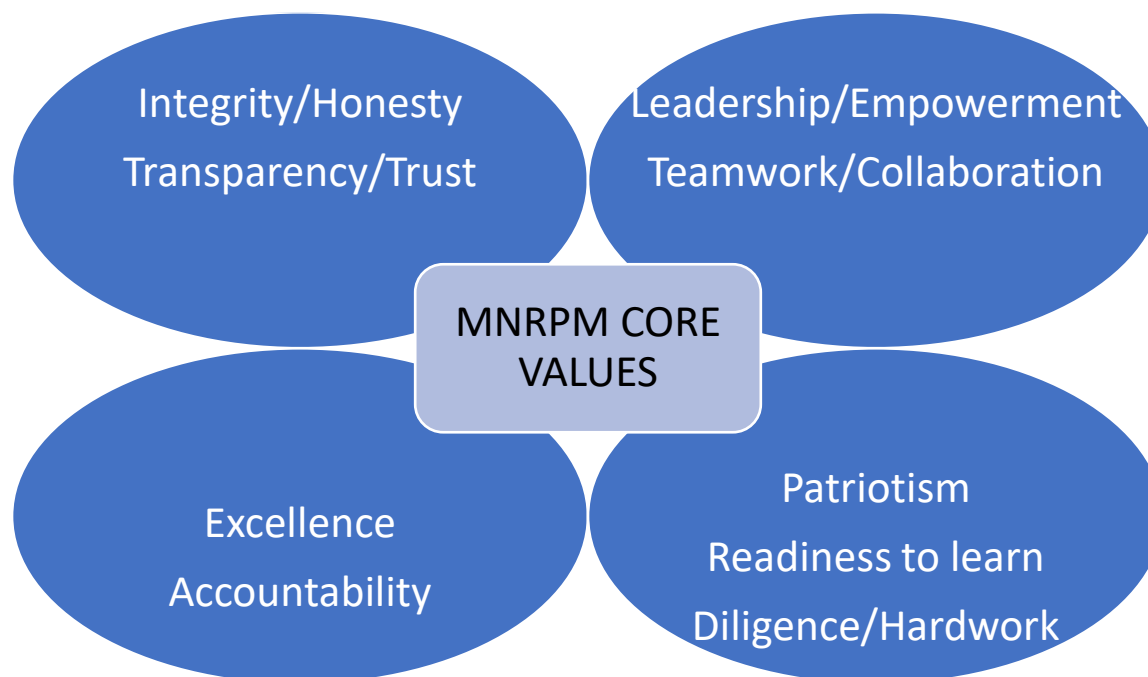 Integrity/Honesty
Transparency/Trust
Leadership/Empowerment
Teamwork/Collaboration
MNRPM CORE
VALUES
Excellence
Accountability
Patriotism
Readiness to learn
Diligence/Hardwork